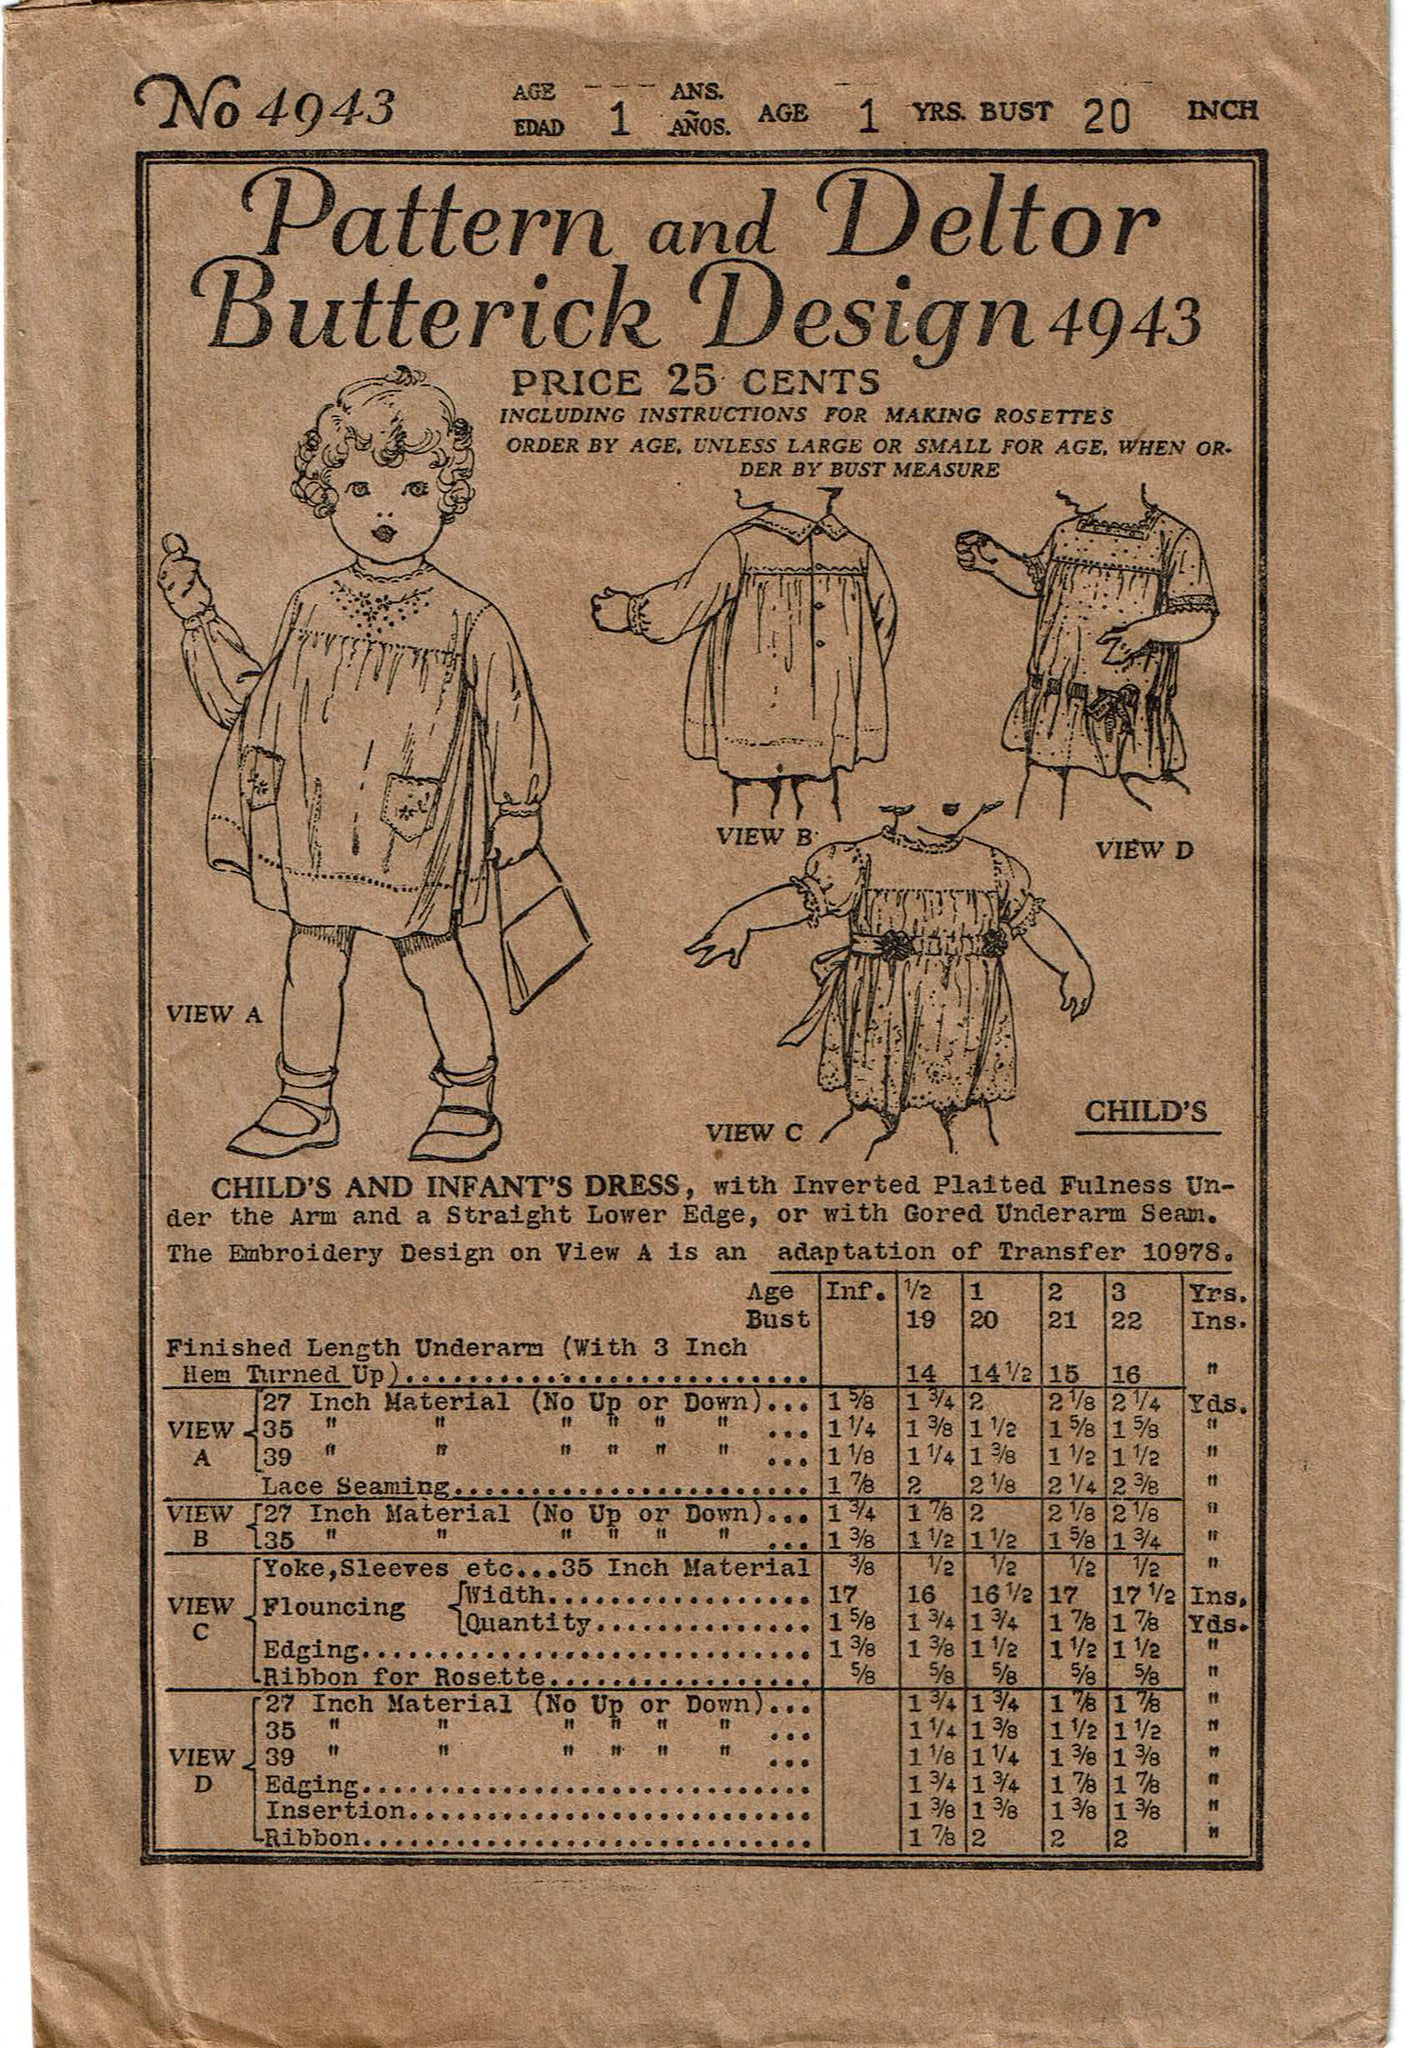 No 4943 AGE EDAD 1 ANS. AÑOS. AGE 1 YRS. BUST 20 INCH
Pattern and Deltor
Butterick Design 4943
PRICE 25 CENTS
INCLUDING INSTRUCTIONS FOR MAKING ROSETTES
ORDER BY AGE, UNLESS LARGE OR SMALL FOR AGE, WHEN OR-
DER BY BUST MEASURE
VIEW B
VIEW D
VIEW A
VIEW C
CHILD'S
CHILD'S AND INFANT'S DRESS, with Inverted Plaited Fulness Un-
der the Arm and a Straight Lower Edge, or with Gored Underarm Seam.
The Embroidery Design on View A is an adaptation of Transfer 10978.
Age Inf. 1/2 1 2 3 Yrs.
Bust 19 20 21 22 Ins.
Finished Length Underarm (With 3 Inch
Hem Turned Up)........................... 14 14 1/2 15 16 "
VIEW A
27 Inch Material (No Up or Down)... 1 5/8 1 3/4 2 2 1/8 2 1/4 Yds.
35 " " " " " " ... 1 1/4 1 3/8 1 1/2 1 5/8 1 5/8 "
39 " " " " " " ... 1 1/8 1 1/4 1 3/8 1 1/2 1 1/2 "
Lace Seaming....................... 1 7/8 2 2 1/8 2 1/4 2 3/8 "
VIEW B
27 Inch Material (No Up or Down)... 1 3/4 1 7/8 2 2 1/8 2 1/8 "
35 " " " " " " ... 1 3/8 1 1/2 1 1/2 1 5/8 1 3/4 "
VIEW C
Yoke, Sleeves etc...35 Inch Material 3/8 1/2 1/2 1/2 1/2 "
Flouncing Width................. 17 16 16 1/2 17 17 1/2 Ins.
Quantity.............. 1 5/8 1 3/4 1 3/4 1 7/8 1 7/8 Yds.
Edging............................. 1 3/8 1 3/8 1 1/2 1 1/2 1 1/2 "
Ribbon for Rosette................. 5/8 5/8 5/8 5/8 5/8 "
VIEW D
27 Inch Material (No Up or Down)... 1 3/4 1 3/4 1 7/8 1 7/8 "
35 " " " " " " ... 1 1/4 1 3/8 1 1/2 1 1/2 "
39 " " " " " " ... 1 1/8 1 1/4 1 3/8 1 3/8 "
Edging............................. 1 3/4 1 3/4 1 7/8 1 7/8 "
Insertion.......................... 1 3/8 1 3/8 1 3/8 1 3/8 "
Ribbon............................. 1 7/8 2 2 2 "